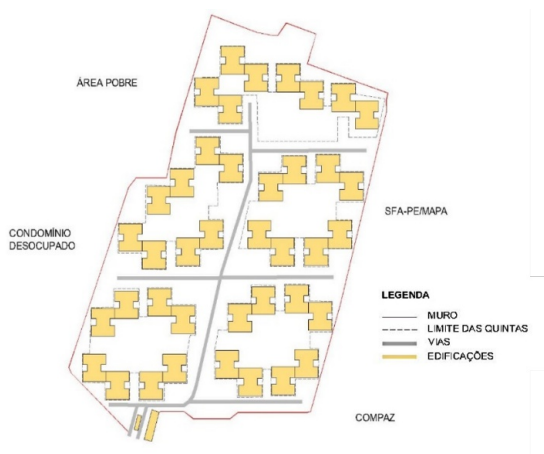 ÁREA POBRE
SFA-PE/MAPA
CONDOMÍNIO
DESOCUPADO
LEGENDA
MURO
LIMITE DAS QUINTAS
VIAS
EDIFICAÇÕES
COMPAZ